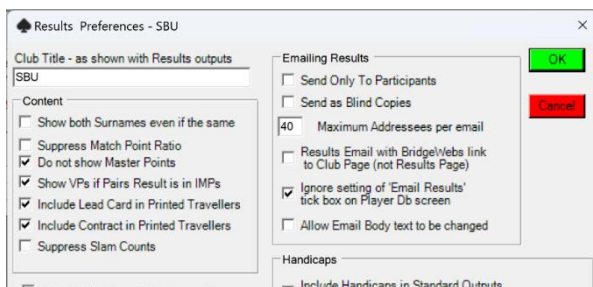 Results Preferences - SBU
Club Title - as shown with Results outputs
SBU
Content
Show both Surnames even if the same
Suppress Match Point Ratio
Do not show Master Points
Show VPs if Pairs Result is in IMPs
Include Lead Card in Printed Travellers
Include Contract in Printed Travellers
Suppress Slam Counts
Emailing Results
Send Only To Participants
Send as Blind Copies
40 Maximum Addressees per email
Results Email with BridgeWebs link
to Club Page (not Results Page)
Ignore setting of 'Email Results'
tick box on Player Db screen
Allow Email Body text to be changed
Handicaps
Include Handicaps in Standard Outputs
OK
Cancel